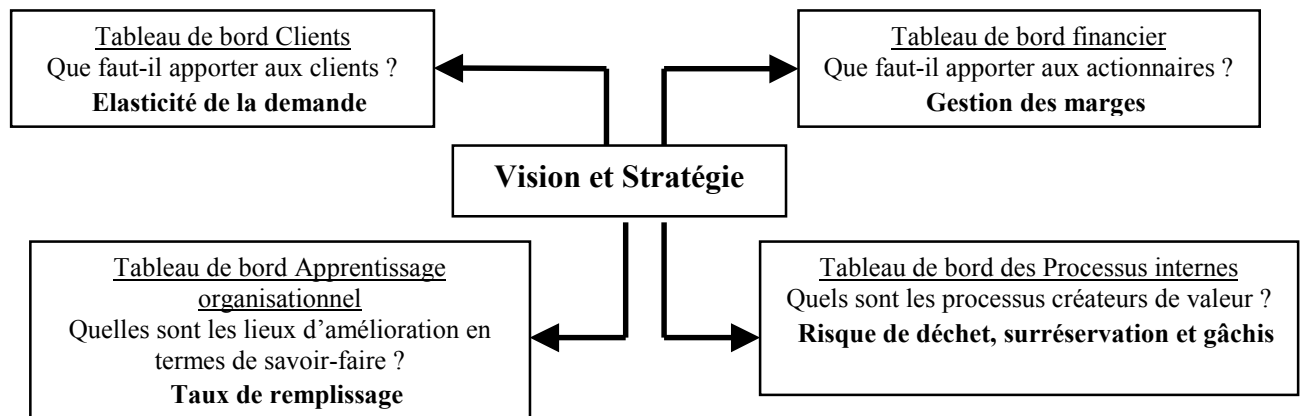 Tableau de bord Clients
Que faut-il apporter aux clients ?
Elasticité de la demande
Tableau de bord financier
Que faut-il apporter aux actionnaires ?
Gestion des marges
Vision et Stratégie
Tableau de bord Apprentissage
organisationnel
Quelles sont les lieux d’amélioration en
termes de savoir-faire ?
Taux de remplissage
Tableau de bord des Processus internes
Quels sont les processus créateurs de valeur ?
Risque de déchet, surréservation et gâchis